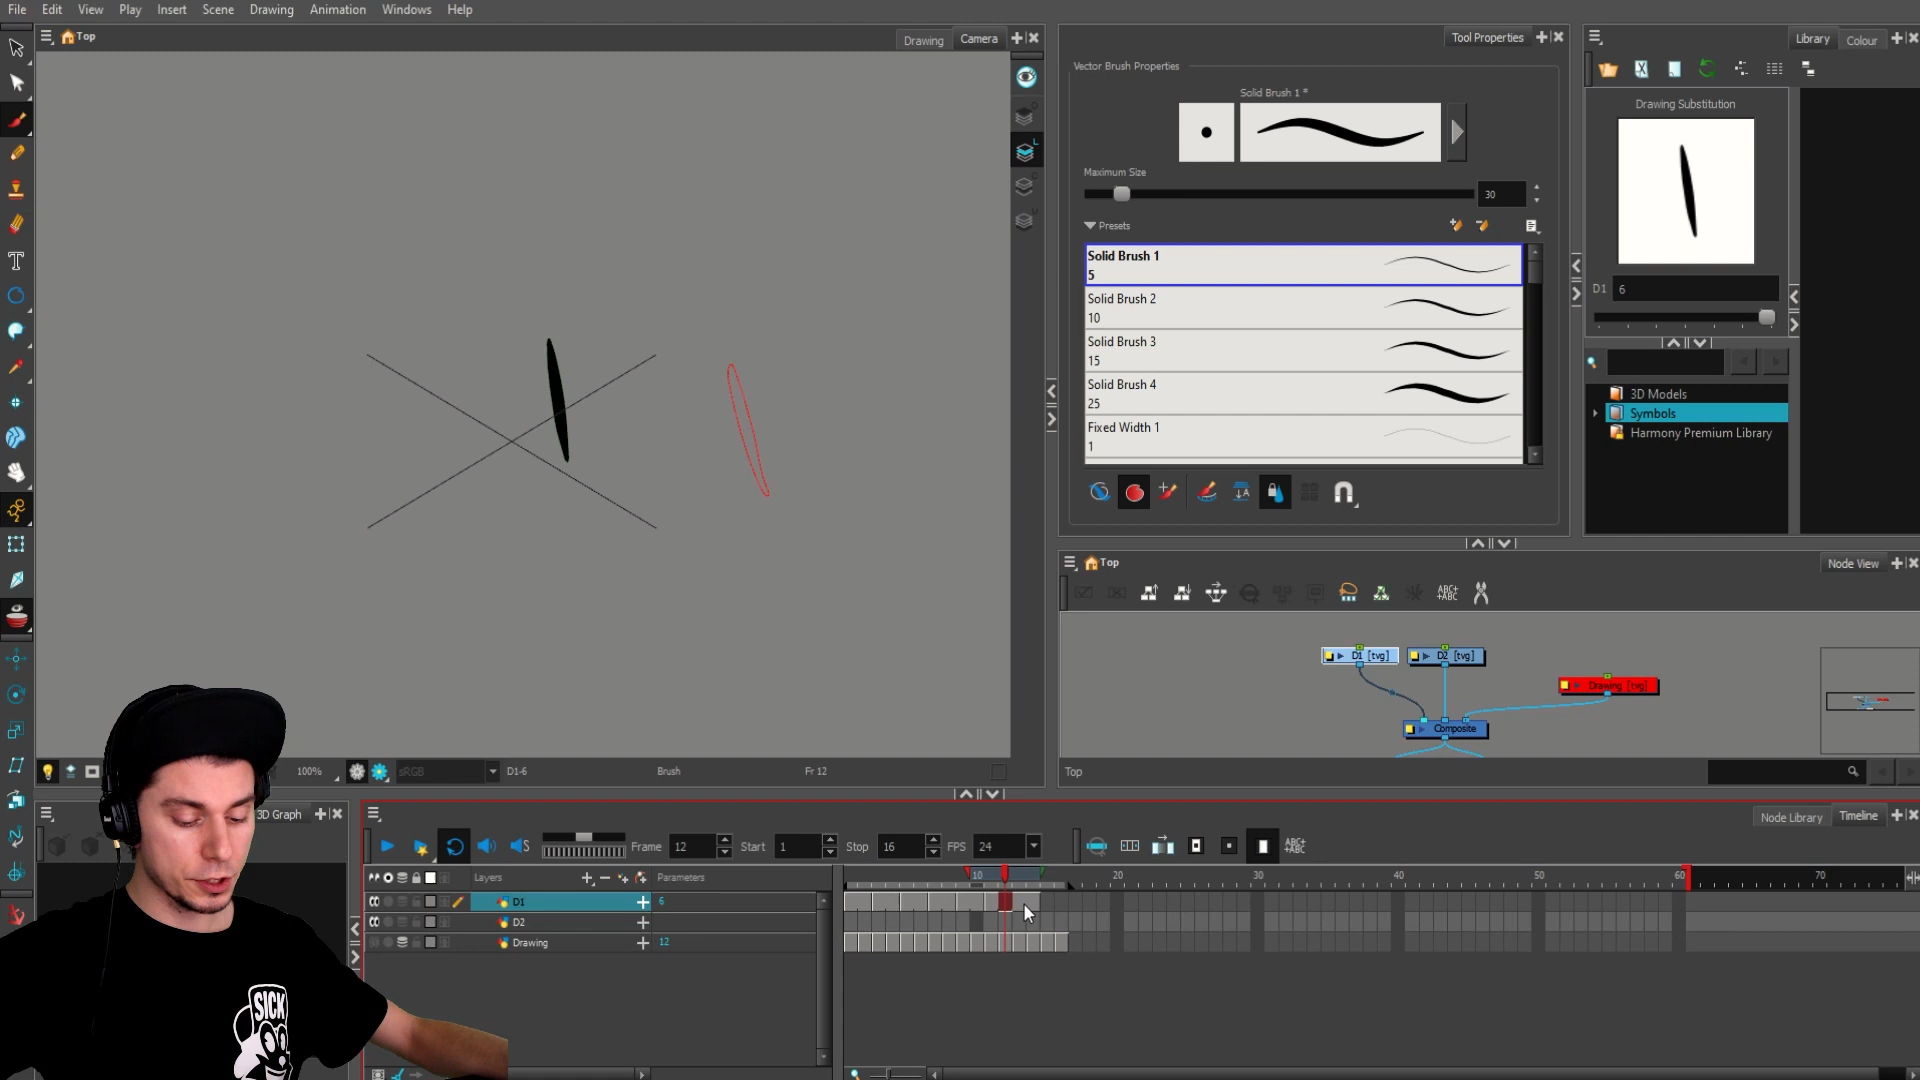 File Edit View Play Insert Scene Drawing Animation Windows Help
Top
Drawing Camera
Tool Properties
Library Colour
Vector Brush Properties
Solid Brush 1 *
Maximum Size
30
Presets
Solid Brush 1
5
Solid Brush 2
10
Solid Brush 3
15
Solid Brush 4
25
Fixed Width 1
1
Drawing Substitution
D1 6
3D Models
Symbols
Harmony Premium Library
Top
Node View
D1 [tvg]
D2 [tvg]
Drawing [tvg]
Composite
100% sRGB D1-6 Brush Fr 12
Top
3D Graph
Node Library Timeline
Frame 12 Start 1 Stop 16 FPS 24
Layers Parameters
10 20 30 40 50 60 70
D1 6
D2
Drawing 12
SICK